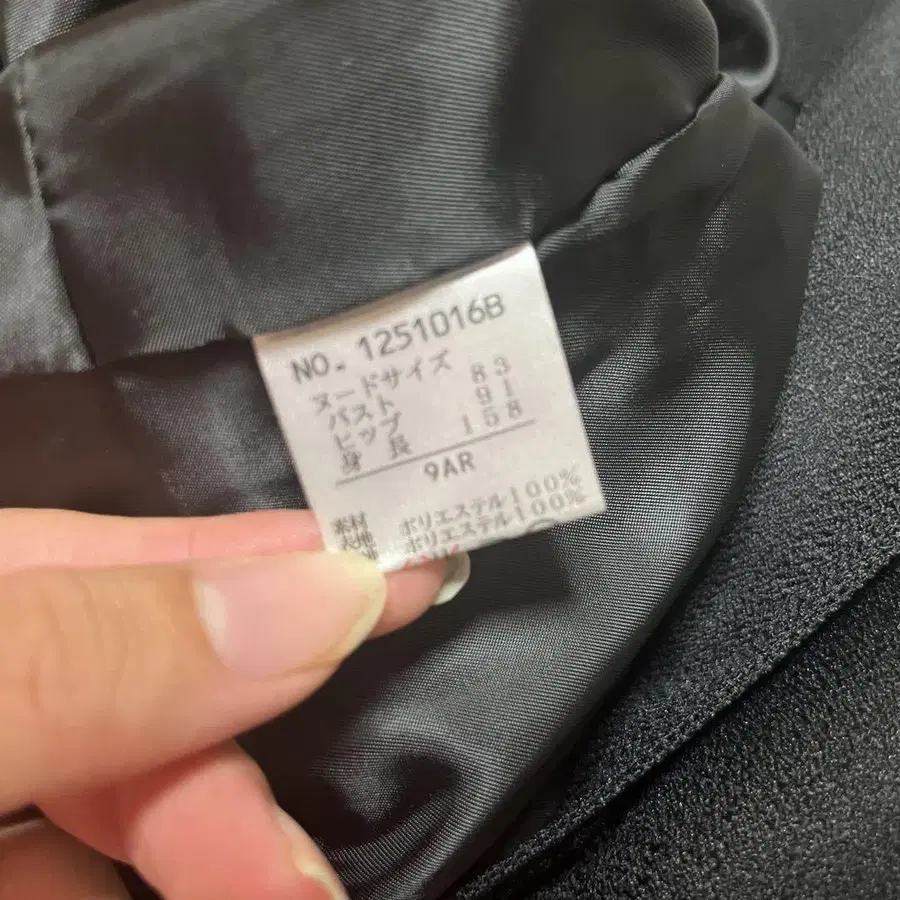 NO. 1251016B
ヌードサイズ
バスト 83
ヒップ 91
身長 158
9AR
素材
表地 ポリエステル100%
ポリエステル100%